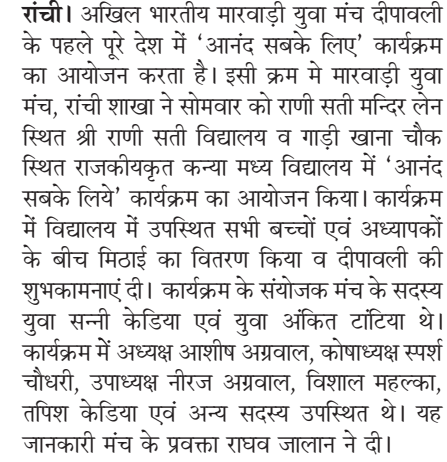 रांची। अखिल भारतीय मारवाड़ी युवा मंच दीपावली
के पहले पूरे देश में ‘आनंद सबके लिए’ कार्यक्रम
का आयोजन करता है। इसी क्रम मे मारवाड़ी युवा
मंच, रांची शाखा ने सोमवार को राणी सती मन्दिर लेन
स्थित श्री राणी सती विद्यालय व गाड़ी खाना चौक
स्थित राजकीयकृत कन्या मध्य विद्यालय में ‘आनंद
सबके लिये’ कार्यक्रम का आयोजन किया। कार्यक्रम
में विद्यालय में उपस्थित सभी बच्चों एवं अध्यापकों
के बीच मिठाई का वितरण किया व दीपावली की
शुभकामनाएं दी। कार्यक्रम के संयोजक मंच के सदस्य
युवा सन्नी केडिया एवं युवा अंकित टांटिया थे।
कार्यक्रम में अध्यक्ष आशीष अग्रवाल, कोषाध्यक्ष स्पर्श
चौधरी, उपाध्यक्ष नीरज अग्रवाल, विशाल महल्का,
तपिश केडिया एवं अन्य सदस्य उपस्थित थे। यह
जानकारी मंच के प्रवक्ता राघव जालान ने दी।